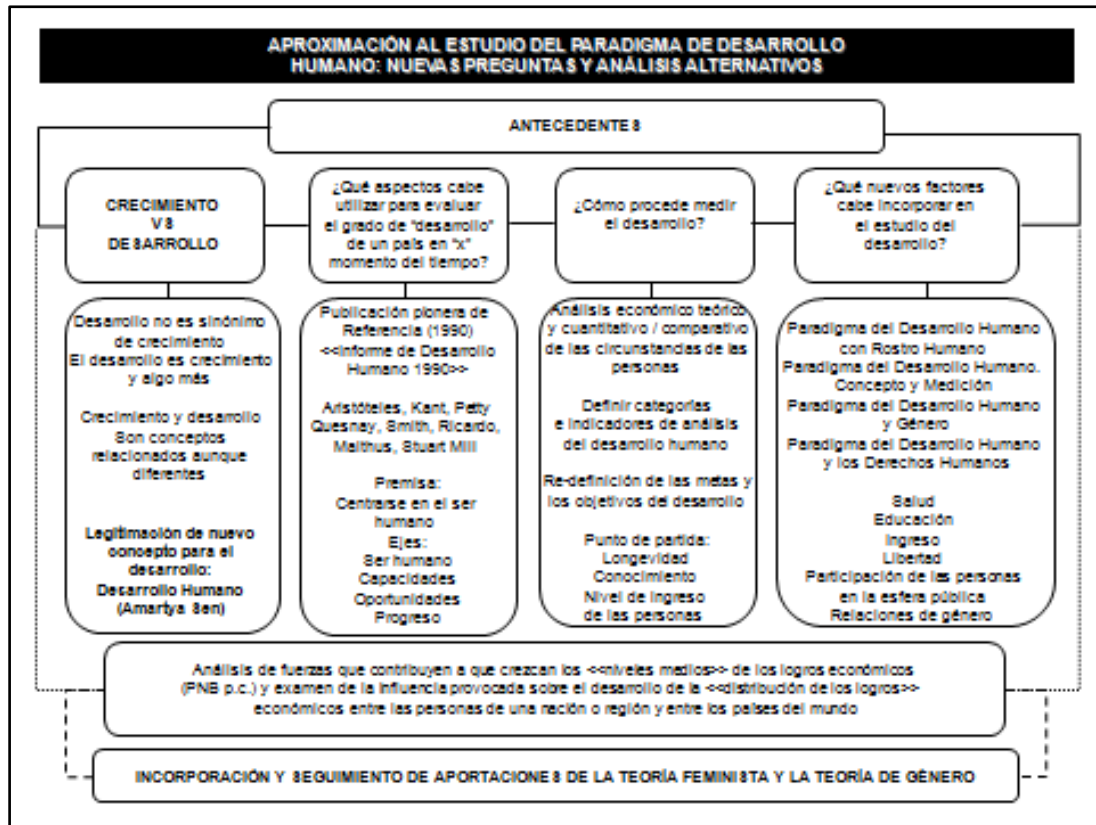 APROXIMACIÓN AL ESTUDIO DEL PARADIGMA DE DESARROLLO
HUMANO: NUEVAS PREGUNTAS Y ANÁLISIS ALTERNATIVOS
ANTECEDENTES
CRECIMIENTO
VS
DESARROLLO
¿Qué aspectos cabe
utilizar para evaluar
el grado de "desarrollo"
de un país en "x"
momento del tiempo?
¿Cómo procede medir
el desarrollo?
¿Qué nuevos factores
cabe incorporar en
el estudio del
desarrollo?
Desarrollo no es sinónimo
de crecimiento
El desarrollo es crecimiento
y algo más
Crecimiento y desarrollo
Son conceptos
relacionados aunque
diferentes
Legitimación de nuevo
concepto para el
desarrollo:
Desarrollo Humano
(Amartya Sen)
Publicación pionera de
Referencia (1990)
<<Informe de Desarrollo
Humano 1990>>
Aristóteles, Kant, Petty
Quesnay, Smith, Ricardo,
Malthus, Stuart Mill
Premisa:
Centrarse en el ser
humano
Ejes:
Ser humano
Capacidades
Oportunidades
Progreso
Análisis económico teórico
y cuantitativo / comparativo
de las circunstancias de las
personas
Definir categorías
e indicadores de análisis
del desarrollo humano
Re-definición de las metas y
los objetivos del desarrollo
Punto de partida:
Longevidad
Conocimiento
Nivel de ingreso
de las personas
Paradigma del Desarrollo Humano
con Rostro Humano
Paradigma del Desarrollo Humano.
Concepto y Medición
Paradigma del Desarrollo Humano
y Género
Paradigma del Desarrollo Humano
y los Derechos Humanos
Salud
Educación
Ingreso
Libertad
Participación de las personas
en la esfera pública
Relaciones de género
Análisis de fuerzas que contribuyen a que crezcan los <<niveles medios>> de los logros económicos
(PNB p.c.) y examen de la influencia provocada sobre el desarrollo de la <<distribución de los logros>>
económicos entre las personas de una nación o región y entre los países del mundo
INCORPORACIÓN Y SEGUIMIENTO DE APORTACIONES DE LA TEORÍA FEMINISTA Y LA TEORÍA DE GÉNERO